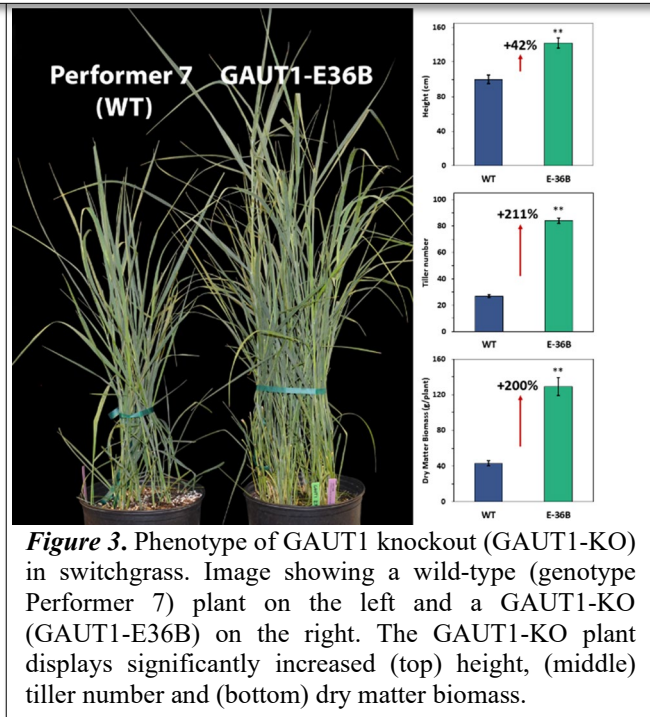 Performer 7
(WT)
GAUT1-E36B
160
120
80
40
0
Height (cm)
+42%
**
WT
E-36B
100
80
60
40
20
0
Tiller number
+211%
**
WT
E-36B
160
120
80
40
0
Dry Matter Biomass (g/plant)
+200%
**
WT
E-36B
Figure 3. Phenotype of GAUT1 knockout (GAUT1-KO)
in switchgrass. Image showing a wild-type (genotype
Performer 7) plant on the left and a GAUT1-KO
(GAUT1-E36B) on the right. The GAUT1-KO plant
displays significantly increased (top) height, (middle)
tiller number and (bottom) dry matter biomass.